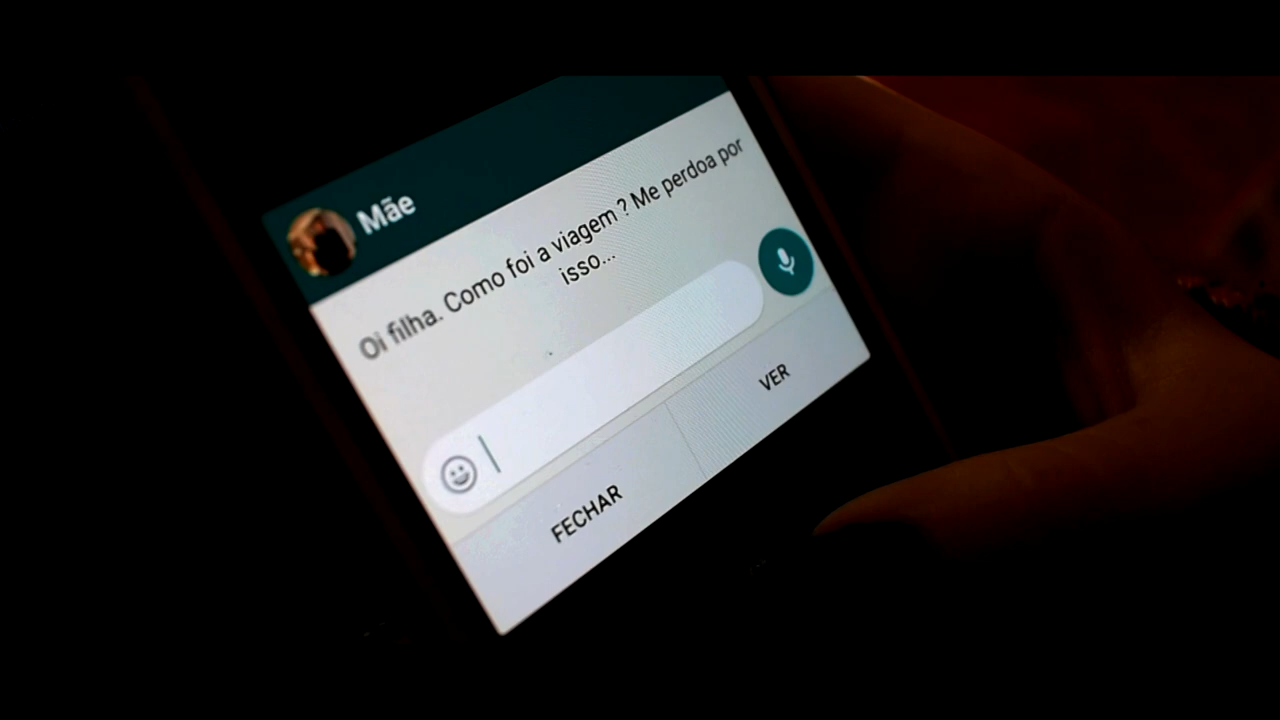 Mãe
Oi filha. Como foi a viagem ? Me perdoa por
isso...
FECHAR
VER